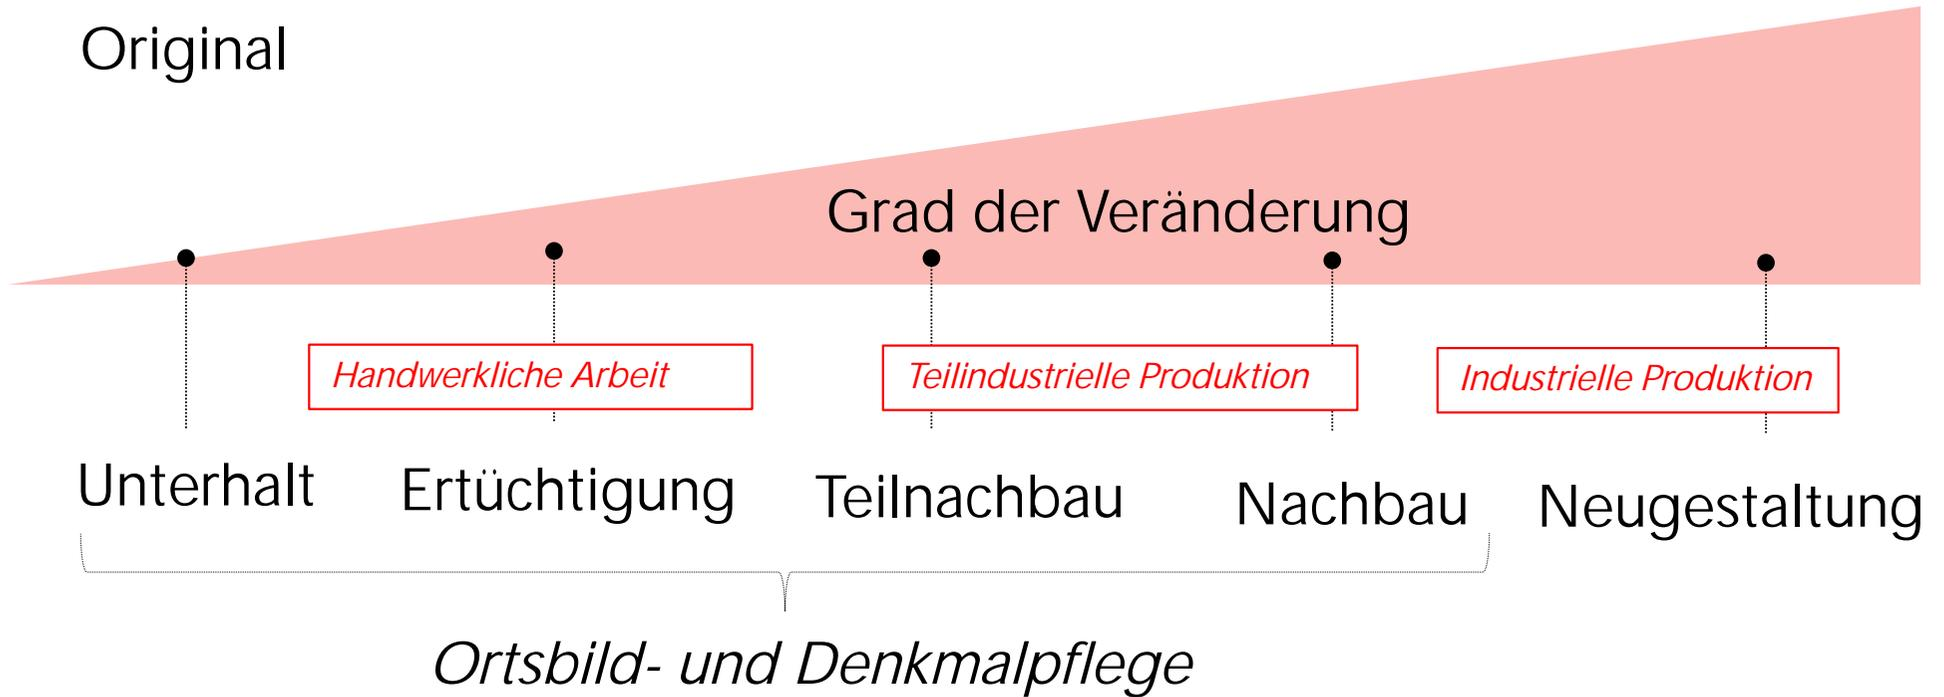 Original
Grad der Veränderung
Handwerkliche Arbeit
Teilindustrielle Produktion
Industrielle Produktion
Unterhalt
Ertüchtigung
Teilnachbau
Nachbau
Neugestaltung
Ortsbild- und Denkmalpflege